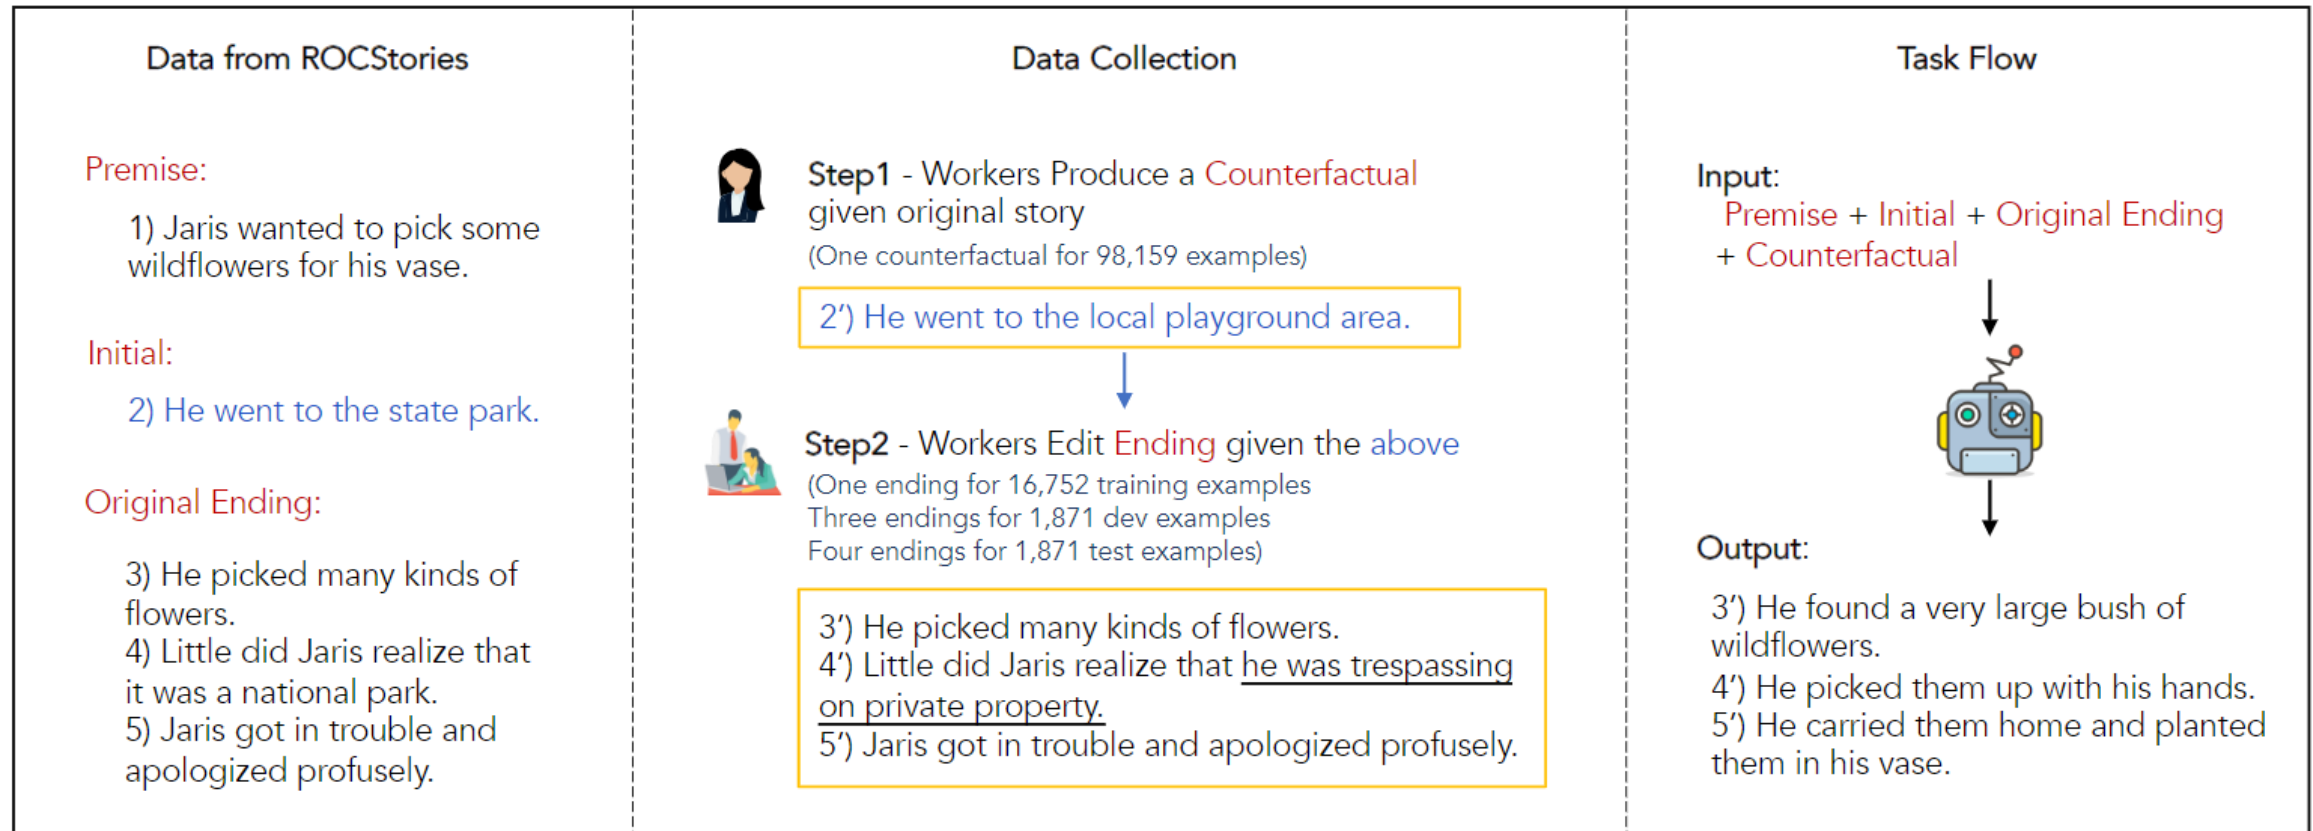 Data from ROCStories
Premise:
1) Jaris wanted to pick some
wildflowers for his vase.
Initial:
2) He went to the state park.
Original Ending:
3) He picked many kinds of
flowers.
4) Little did Jaris realize that
it was a national park.
5) Jaris got in trouble and
apologized profusely.
Data Collection
Step1 - Workers Produce a Counterfactual
given original story
(One counterfactual for 98,159 examples)
2’) He went to the local playground area.
Step2 - Workers Edit Ending given the above
(One ending for 16,752 training examples
Three endings for 1,871 dev examples
Four endings for 1,871 test examples)
3’) He picked many kinds of flowers.
4’) Little did Jaris realize that he was trespassing
on private property.
5’) Jaris got in trouble and apologized profusely.
Task Flow
Input:
Premise + Initial + Original Ending
+ Counterfactual
Output:
3’) He found a very large bush of
wildflowers.
4’) He picked them up with his hands.
5’) He carried them home and planted
them in his vase.